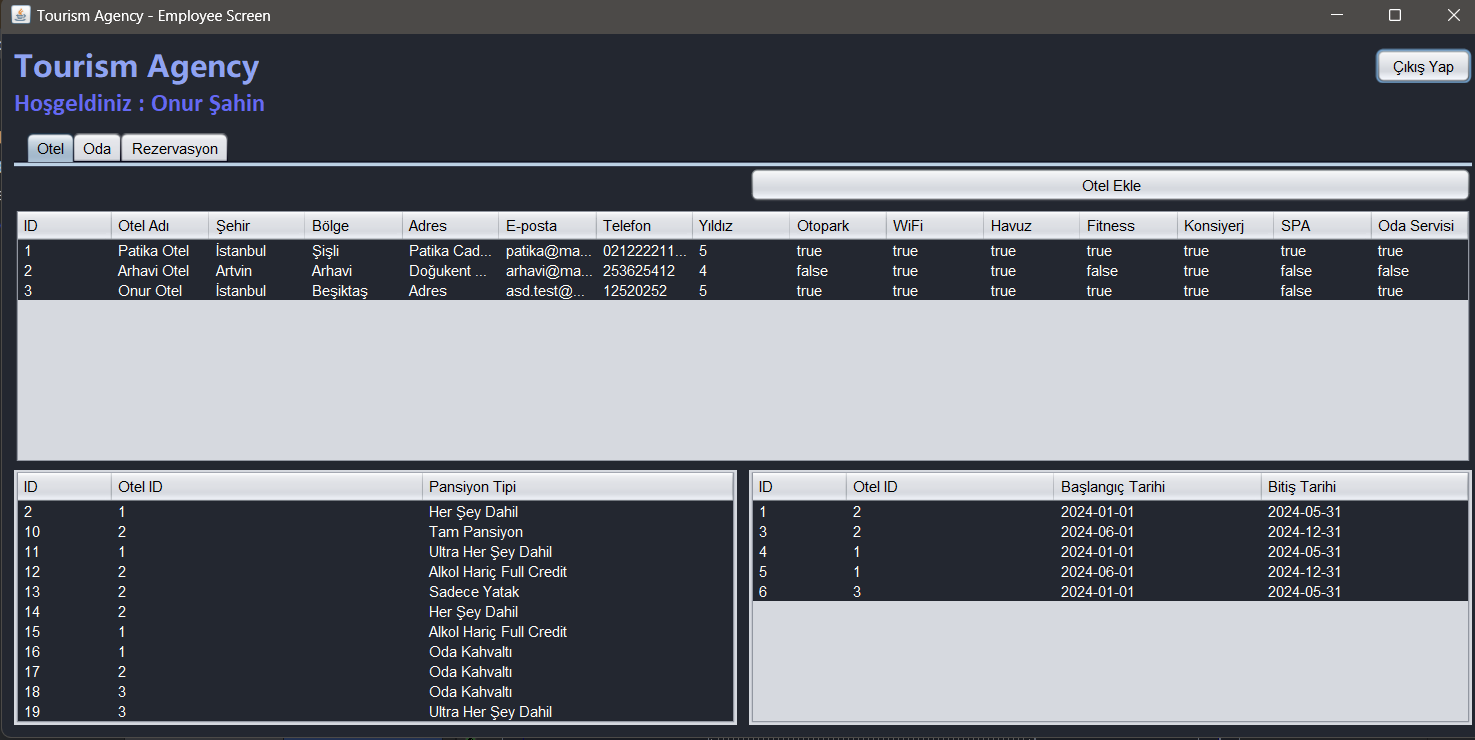 Tourism Agency - Employee Screen
Tourism Agency
Çıkış Yap
Hoşgeldiniz : Onur Şahin
Otel Oda Rezervasyon
Otel Ekle
ID Otel Adı Şehir Bölge Adres E-posta Telefon Yıldız Otopark WiFi Havuz Fitness Konsiyerj SPA Oda Servisi
1 Patika Otel İstanbul Şişli Patika Cad... patika@ma... 021222211... 5 true true true true true true true
2 Arhavi Otel Artvin Arhavi Doğukent ... arhavi@ma... 253625412 4 false true true false true false false
3 Onur Otel İstanbul Beşiktaş Adres asd.test@... 12520252 5 true true true true true false true
ID Otel ID Pansiyon Tipi
2 1 Her Şey Dahil
10 2 Tam Pansiyon
11 1 Ultra Her Şey Dahil
12 2 Alkol Hariç Full Credit
13 2 Sadece Yatak
14 2 Her Şey Dahil
15 1 Alkol Hariç Full Credit
16 1 Oda Kahvaltı
17 2 Oda Kahvaltı
18 3 Oda Kahvaltı
19 3 Ultra Her Şey Dahil
ID Otel ID Başlangıç Tarihi Bitiş Tarihi
1 2 2024-01-01 2024-05-31
3 2 2024-06-01 2024-12-31
4 1 2024-01-01 2024-05-31
5 1 2024-06-01 2024-12-31
6 3 2024-01-01 2024-05-31